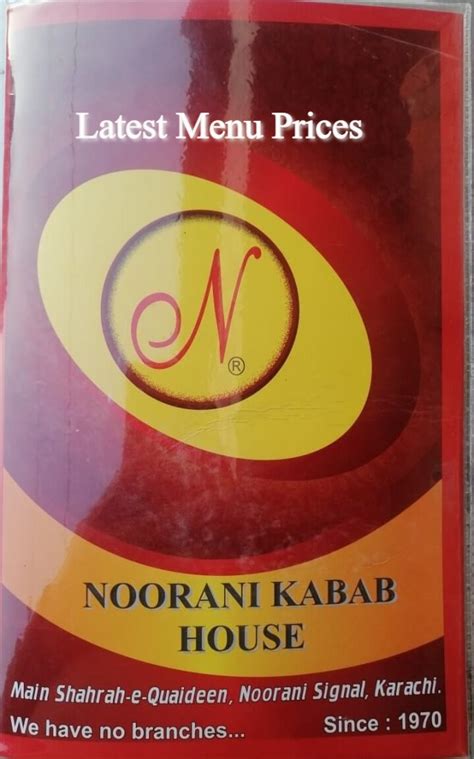 Latest Menu Prices
N
®
NOORANI KABAB
HOUSE
Main Shahrah-e-Quaideen, Noorani Signal, Karachi.
We have no branches... Since : 1970